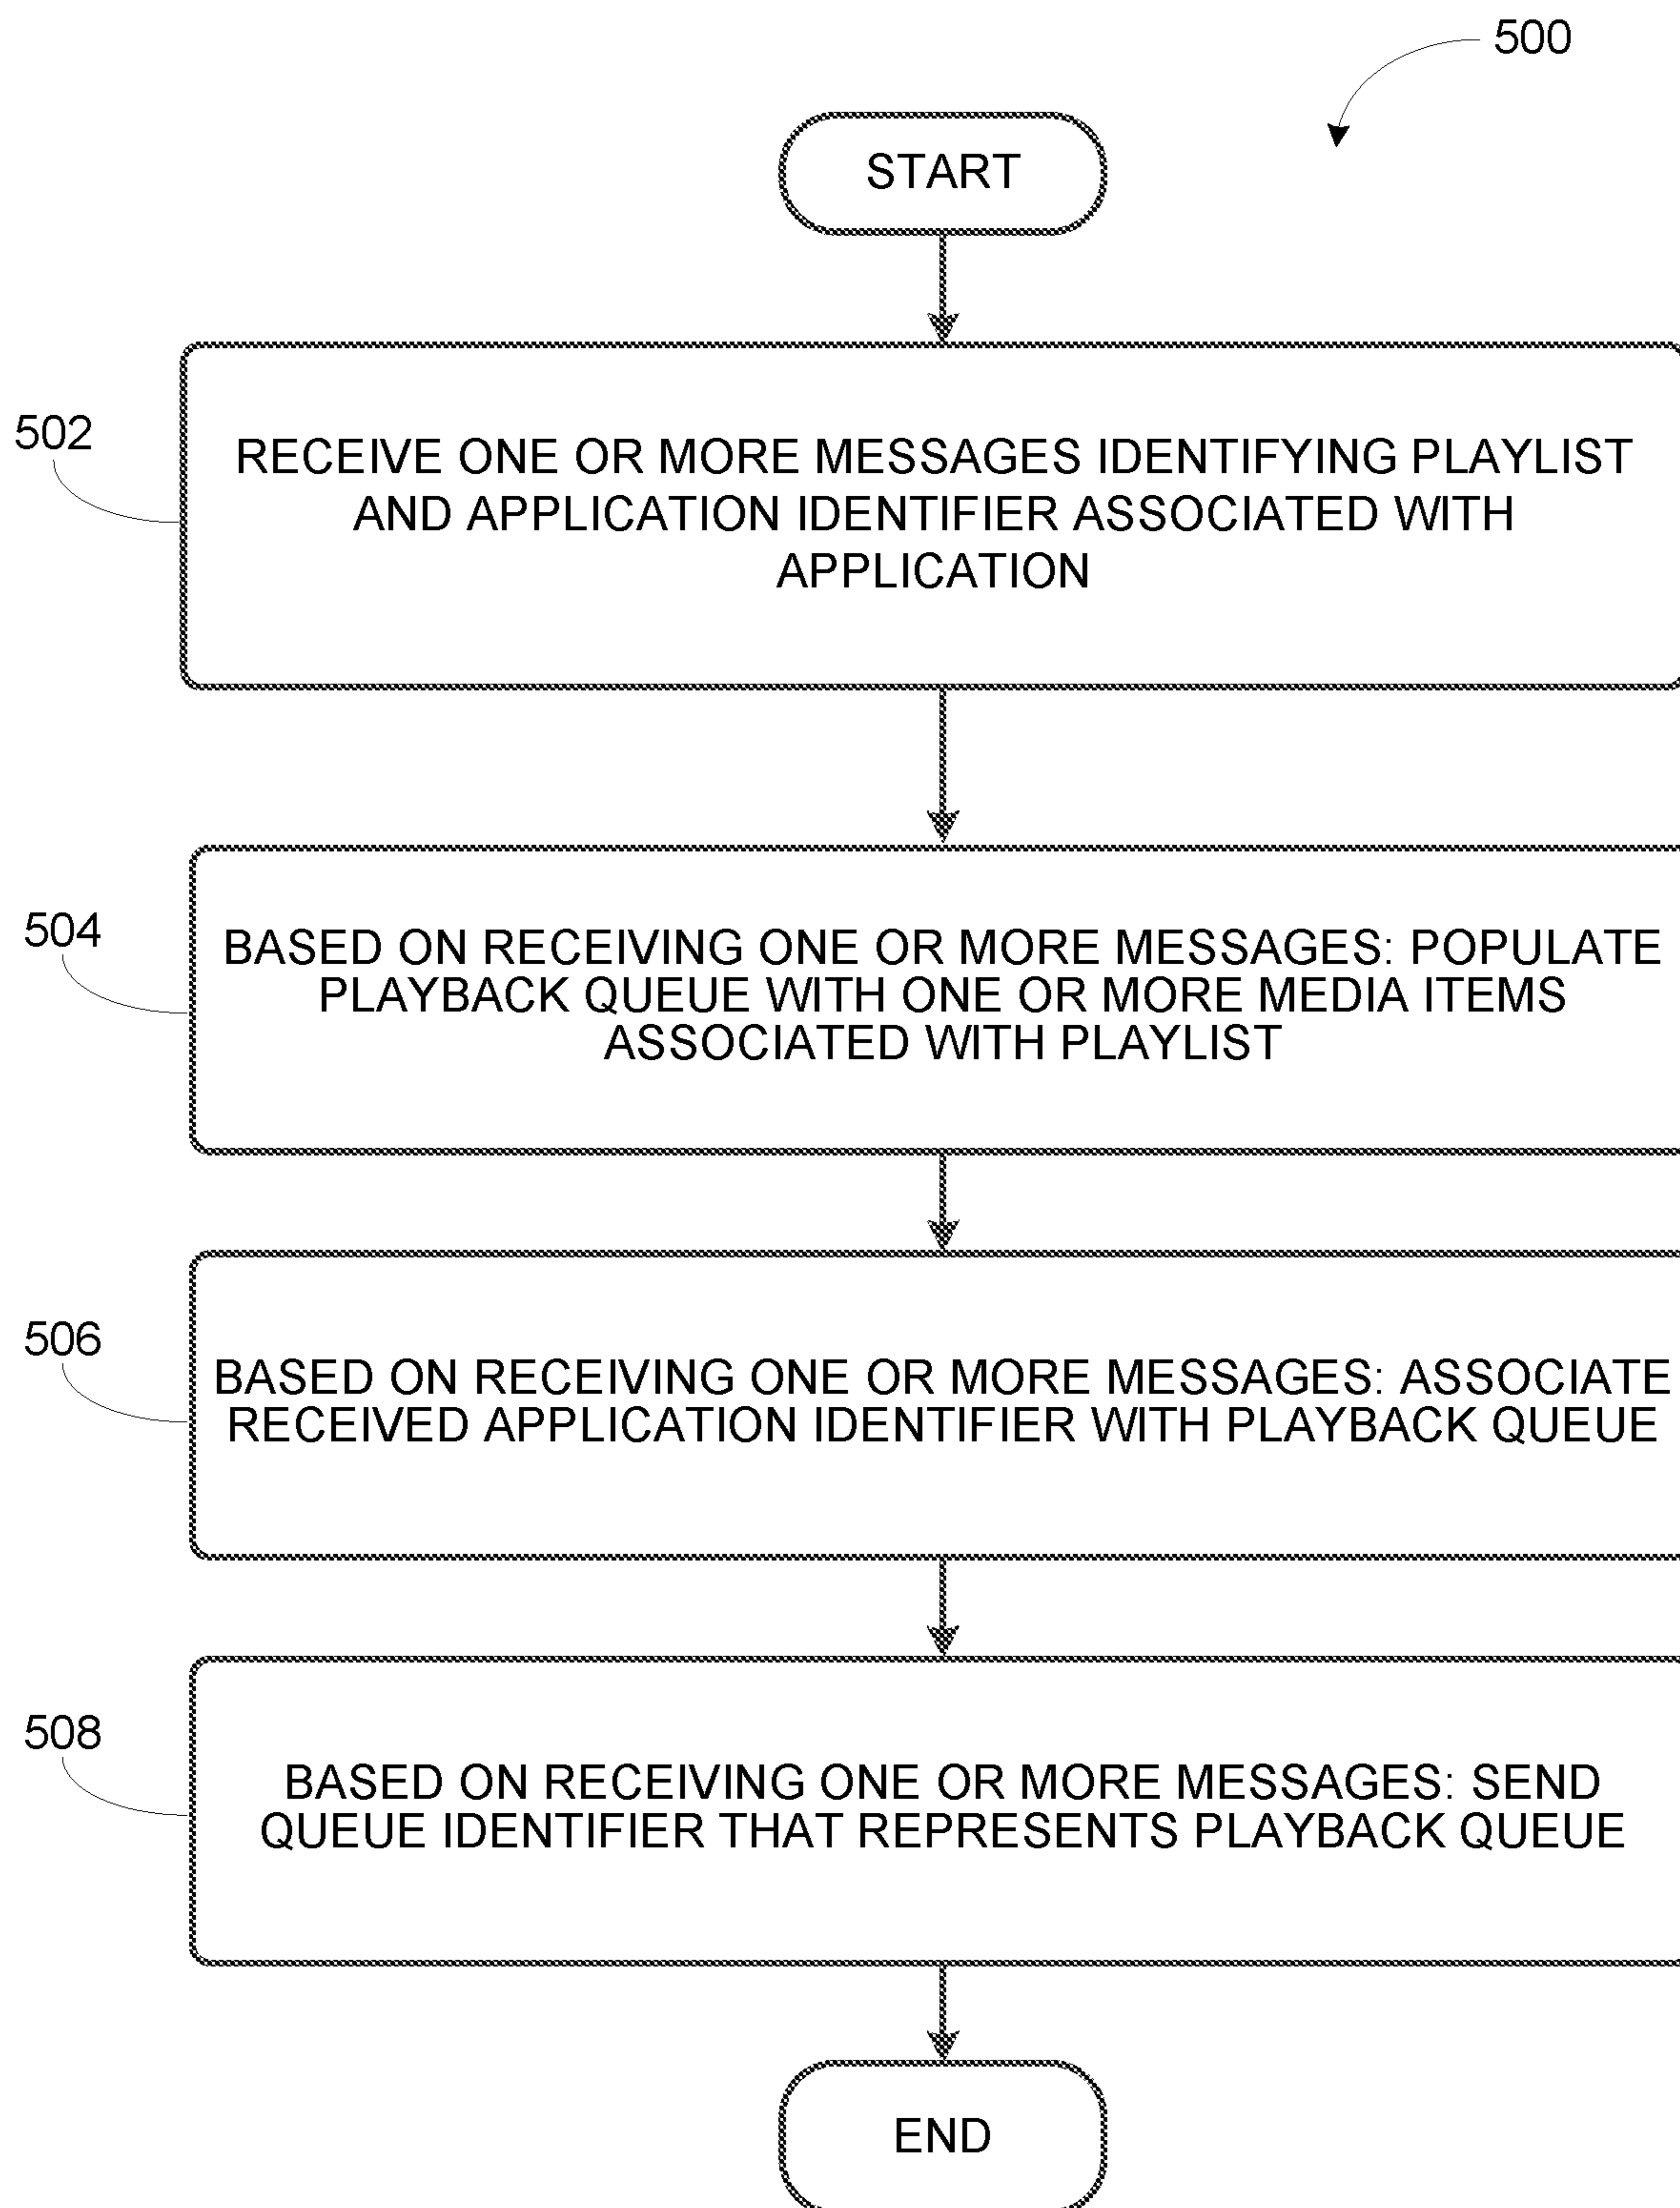 500
START
502
RECEIVE ONE OR MORE MESSAGES IDENTIFYING PLAYLIST
AND APPLICATION IDENTIFIER ASSOCIATED WITH
APPLICATION
504
BASED ON RECEIVING ONE OR MORE MESSAGES: POPULATE
PLAYBACK QUEUE WITH ONE OR MORE MEDIA ITEMS
ASSOCIATED WITH PLAYLIST
506
BASED ON RECEIVING ONE OR MORE MESSAGES: ASSOCIATE
RECEIVED APPLICATION IDENTIFIER WITH PLAYBACK QUEUE
508
BASED ON RECEIVING ONE OR MORE MESSAGES: SEND
QUEUE IDENTIFIER THAT REPRESENTS PLAYBACK QUEUE
END